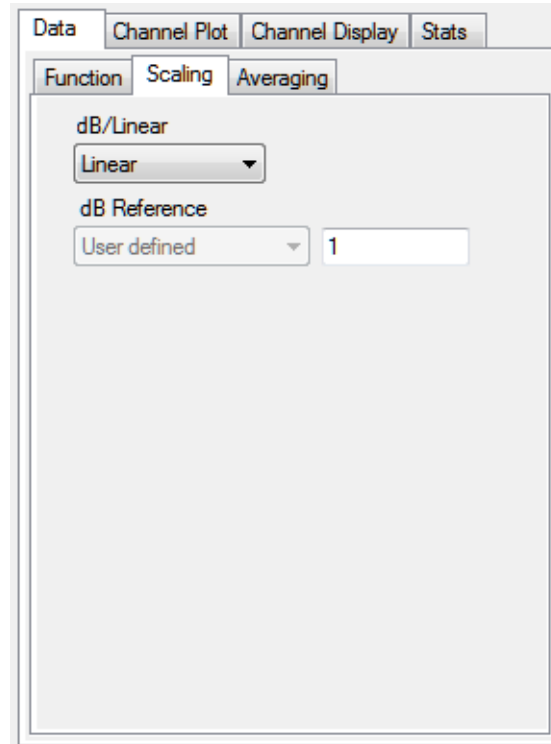 Data Channel Plot Channel Display Stats
Function Scaling Averaging
dB/Linear
Linear
dB Reference
User defined 1